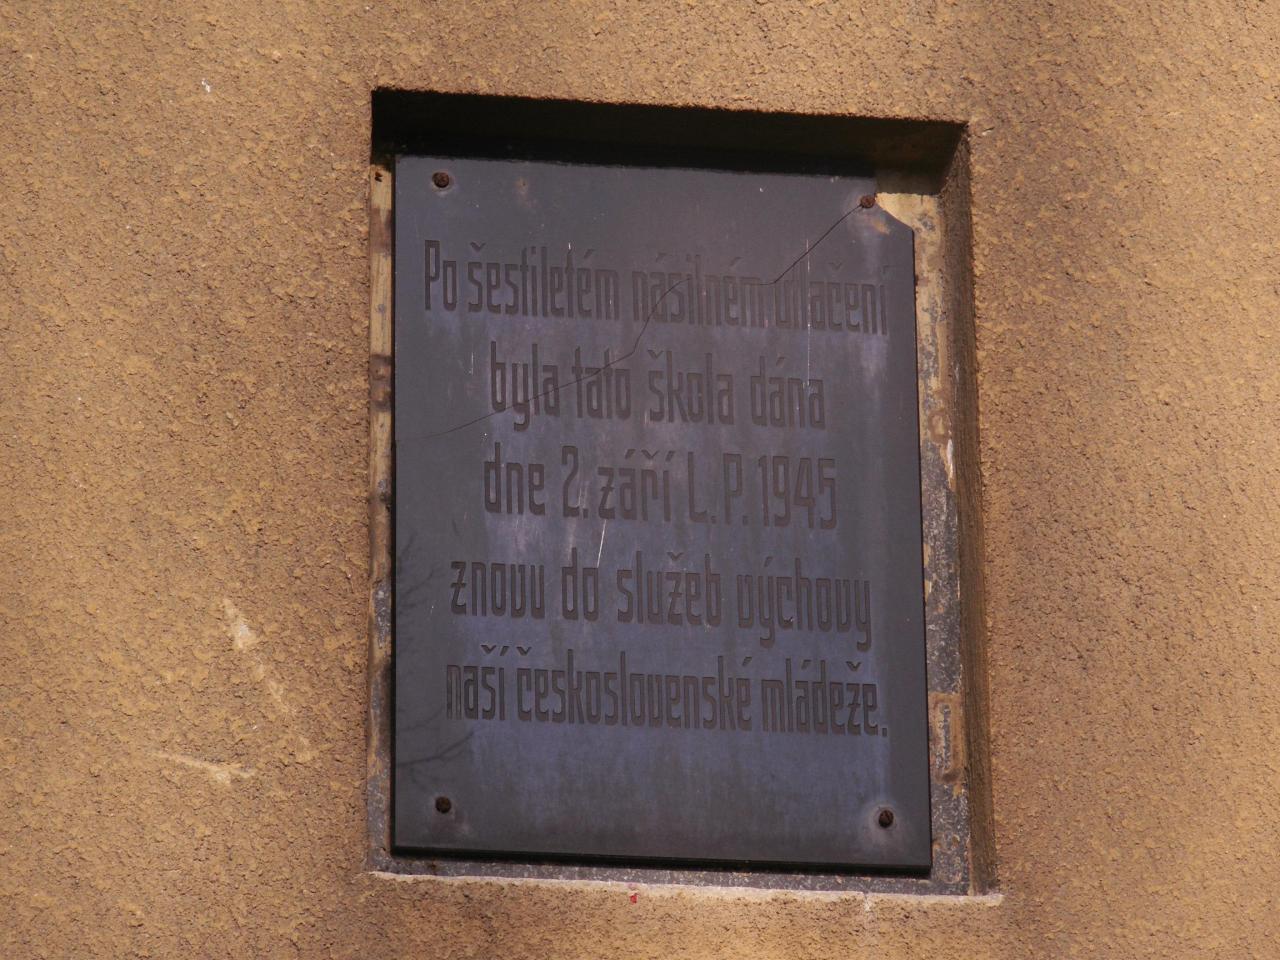 Po šestiletém násilném utlačení
byla tato škola dána
dne 2. září L.P. 1945
znovu do služeb výchovy
naší československé mládeže.